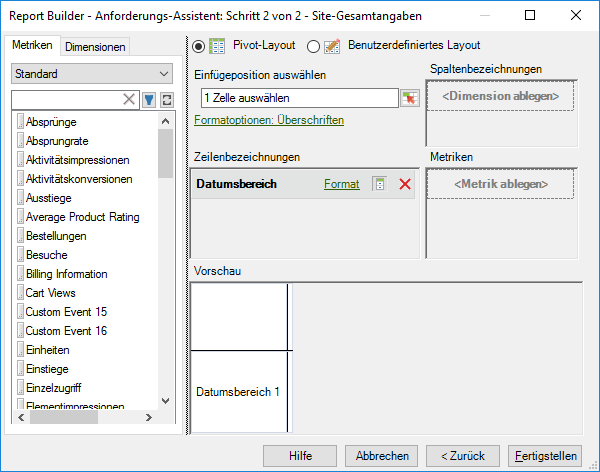 Report Builder - Anforderungs-Assistent: Schritt 2 von 2 - Site-Gesamtangaben
Metriken Dimensionen
Standard
Absprünge
Absprungrate
Aktivitätsimpressionen
Aktivitätskonversionen
Ausstiege
Average Product Rating
Bestellungen
Besuche
Billing Information
Cart Views
Custom Event 15
Custom Event 16
Einheiten
Einstiege
Einzelzugriff
Elementimpressionen
Pivot-Layout Benutzerdefiniertes Layout
Einfügeposition auswählen
1 Zelle auswählen
Formatoptionen: Überschriften
Spaltenbezeichnungen
<Dimension ablegen>
Zeilenbezeichnungen
Datumsbereich Format
Metriken
<Metrik ablegen>
Vorschau
Datumsbereich 1
Hilfe Abbrechen < Zurück Fertigstellen